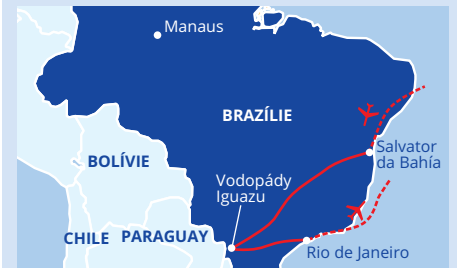 Manaus
BRAZÍLIE
Salvator
da Bahía
BOLÍVIE
Vodopády
Iguazu
CHILE
PARAGUAY
Rio de Janeiro